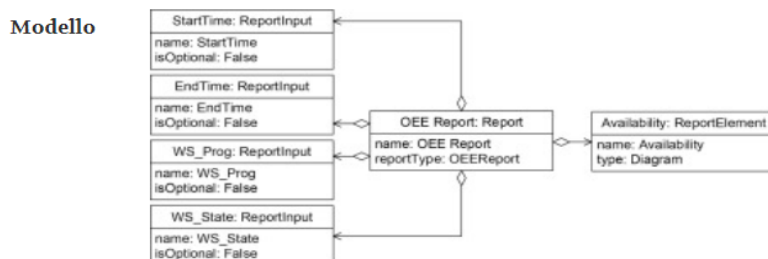 Modello
StartTime: ReportInput
name: StartTime
isOptional: False
EndTime: ReportInput
name: EndTime
isOptional: False
WS_Prog: ReportInput
name: WS_Prog
isOptional: False
WS_State: ReportInput
name: WS_State
isOptional: False
OEE Report: Report
name: OEE Report
reportType: OEEReport
Availability: ReportElement
name: Availability
type: Diagram